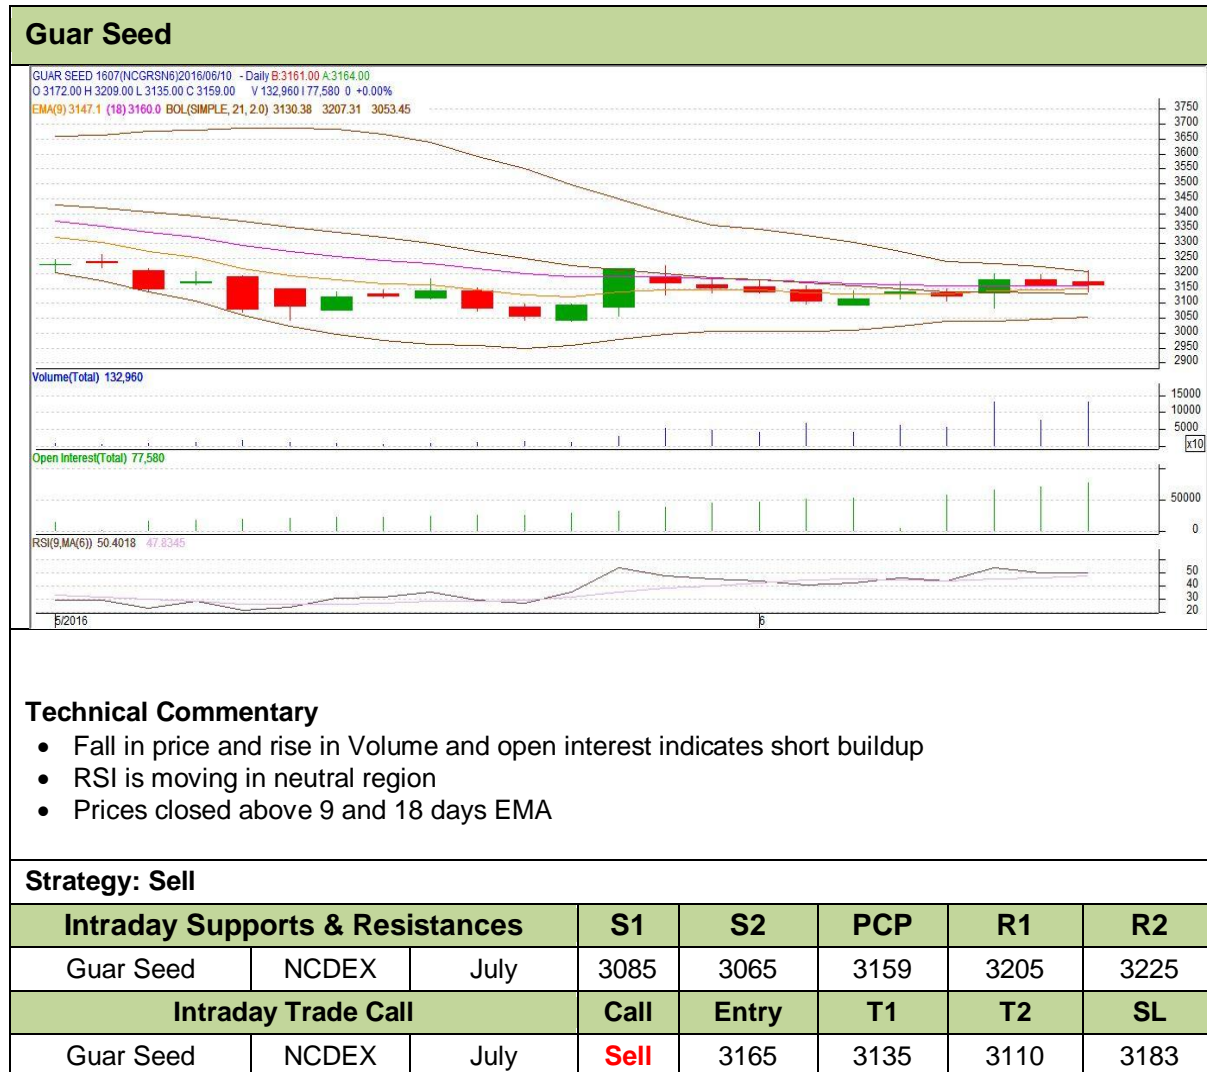 Guar Seed
GUAR SEED 1607(NCGRSN6)2016/06/10 - Daily B:3161.00 A:3164.00
O 3172.00 H 3209.00 L 3135.00 C 3159.00 V 132,960 I 77,580 0 +0.00%
EMA(9) 3147.1 (18) 3160.0 BOL(SIMPLE, 21, 2.0) 3130.38 3207.31 3053.45
3750
3700
3650
3600
3550
3500
3450
3400
3350
3300
3250
3200
3150
3100
3050
3000
2950
2900
Volume(Total) 132,960
15000
10000
5000
x10
Open Interest(Total) 77,580
50000
0
RSI(9,MA(6)) 50.4018 47.8345
50
40
30
20
5/2016 6
Technical Commentary
• Fall in price and rise in Volume and open interest indicates short buildup
• RSI is moving in neutral region
• Prices closed above 9 and 18 days EMA
Strategy: Sell
Intraday Supports & Resistances S1 S2 PCP R1 R2
Guar Seed NCDEX July 3085 3065 3159 3205 3225
Intraday Trade Call Call Entry T1 T2 SL
Guar Seed NCDEX July Sell 3165 3135 3110 3183